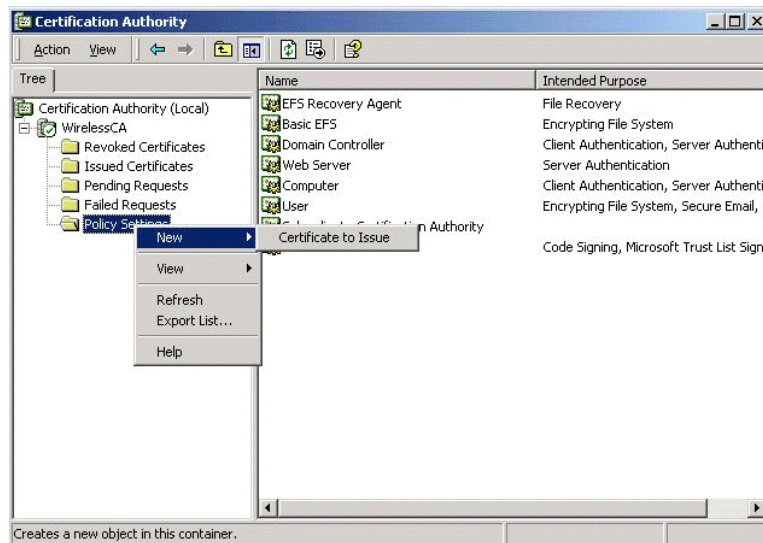 Certification Authority
Action View
Tree
Name Intended Purpose
Certification Authority (Local)
WirelessCA
Revoked Certificates
Issued Certificates
Pending Requests
Failed Requests
Policy Settings
EFS Recovery Agent File Recovery
Basic EFS Encrypting File System
Domain Controller Client Authentication, Server Authenti
Web Server Server Authentication
Computer Client Authentication, Server Authenti
User Encrypting File System, Secure Email,
Subordinate Certification Authority
Code Signing, Microsoft Trust List Sign
New
Certificate to Issue
View
Refresh
Export List...
Help
Creates a new object in this container.